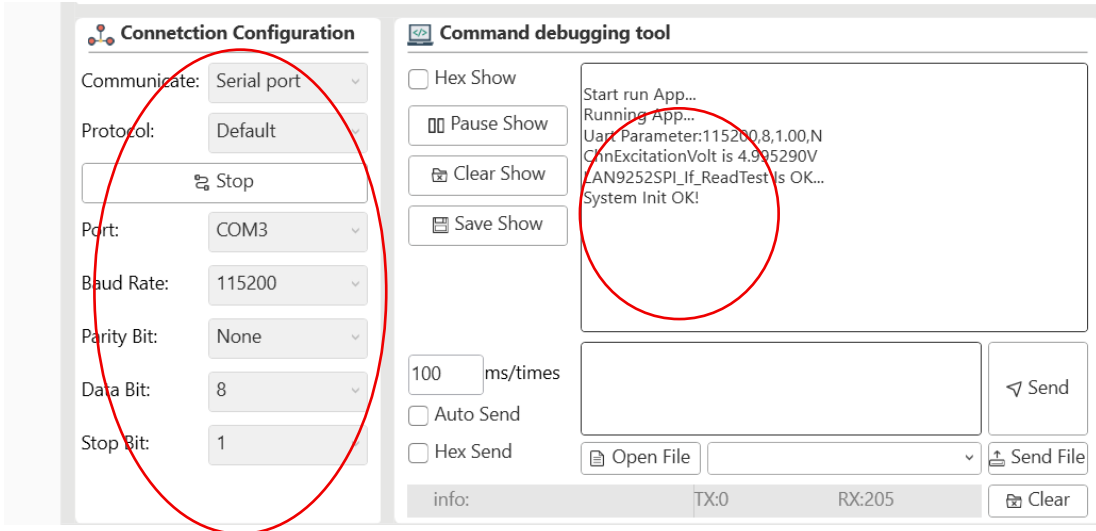 Connetction Configuration
Communicate: Serial port
Protocol: Default
Stop
Port: COM3
Baud Rate: 115200
Parity Bit: None
Data Bit: 8
Stop Bit: 1
Command debugging tool
Hex Show
Pause Show
Clear Show
Save Show
Start run App...
Running App...
Uart Parameter:115200,8,1.00,N
ChnExcitationVolt is 4.995290V
LAN9252SPI_If_ReadTest Is OK...
System Init OK!
100 ms/times
Auto Send
Hex Send
Send
Open File
Send File
info: TX:0 RX:205
Clear